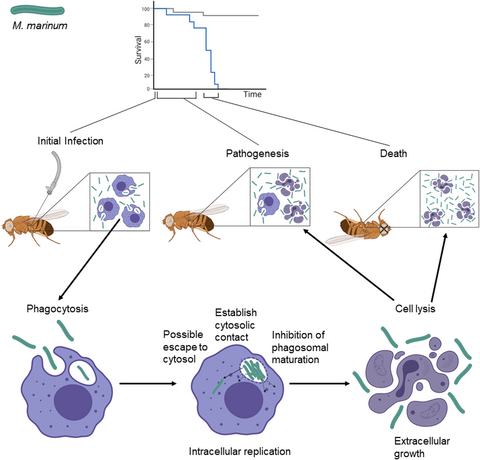 M. marinum
100
80
60
40
20
0
Survival
Time
Initial Infection
Pathogenesis
Death
Phagocytosis
Possible
escape to
cytosol
Establish
cytosolic
contact
Inhibition of
phagosomal
maturation
Cell lysis
Intracellular replication
Extracellular
growth